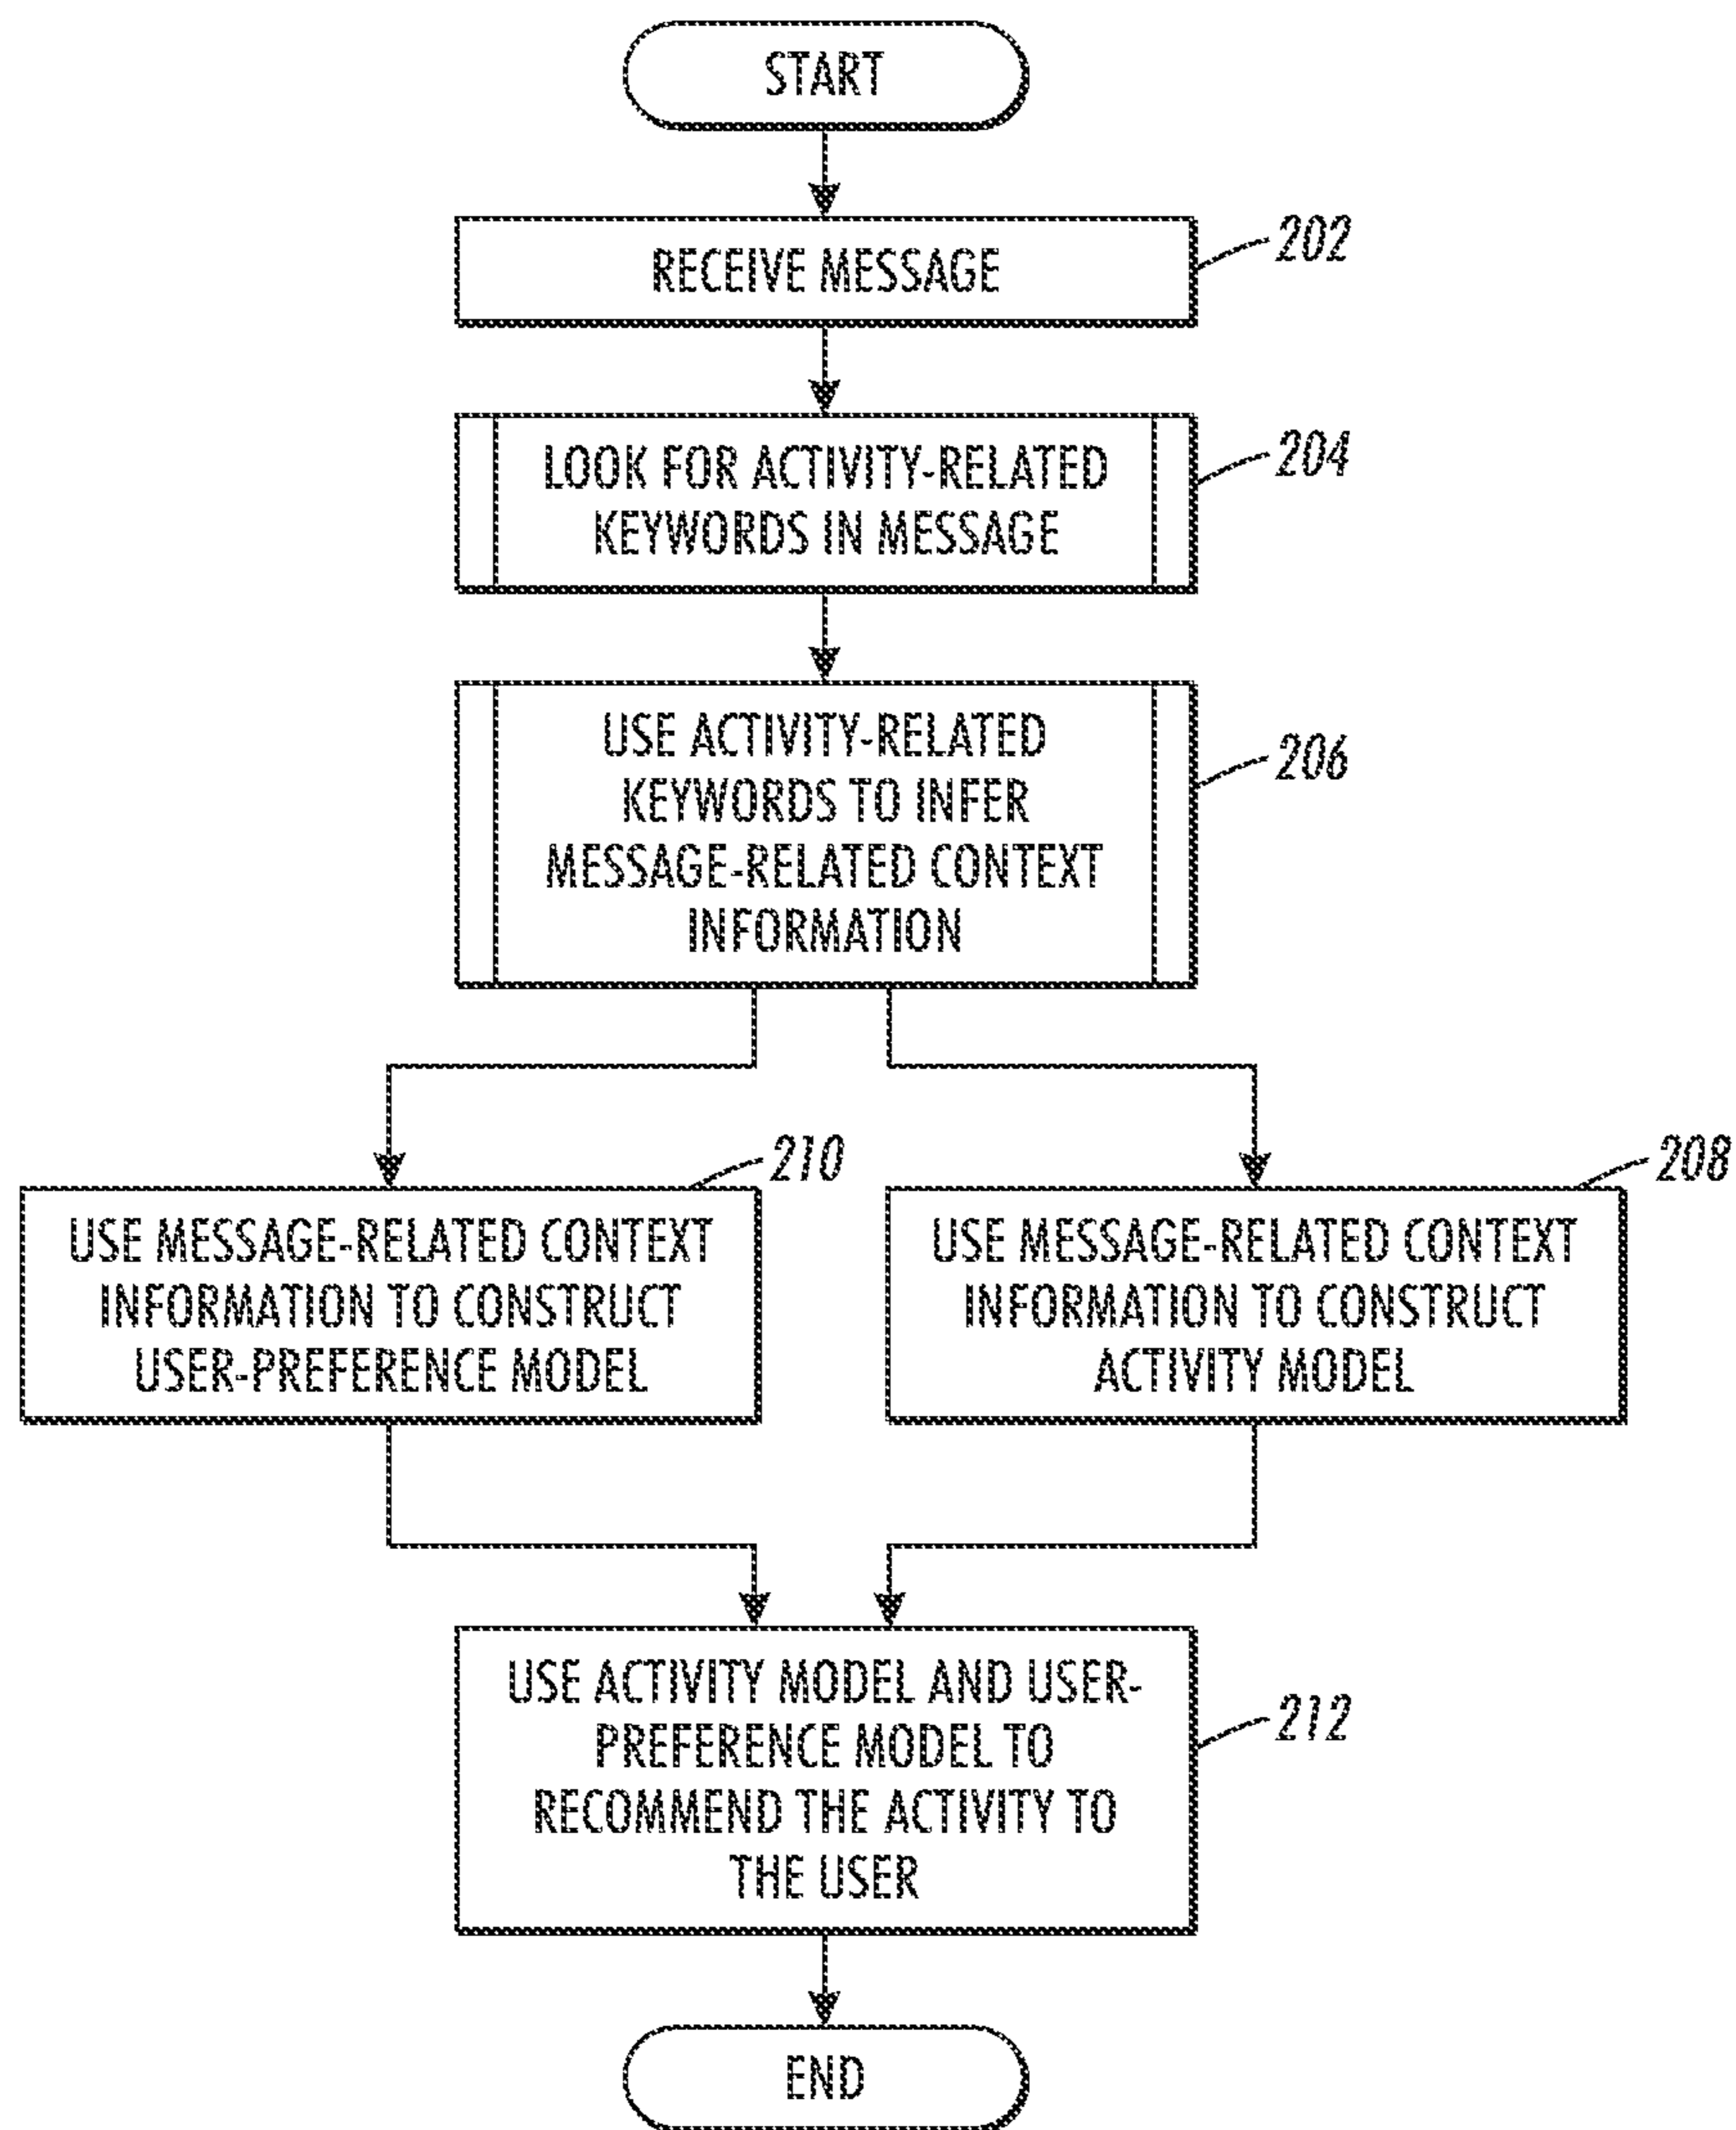 START
RECEIVE MESSAGE
202
LOOK FOR ACTIVITY-RELATED
KEYWORDS IN MESSAGE
204
USE ACTIVITY-RELATED
KEYWORDS TO INFER
MESSAGE-RELATED CONTEXT
INFORMATION
206
210
USE MESSAGE-RELATED CONTEXT
INFORMATION TO CONSTRUCT
USER-PREFERENCE MODEL
208
USE MESSAGE-RELATED CONTEXT
INFORMATION TO CONSTRUCT
ACTIVITY MODEL
USE ACTIVITY MODEL AND USER-
PREFERENCE MODEL TO
RECOMMEND THE ACTIVITY TO
THE USER
212
END